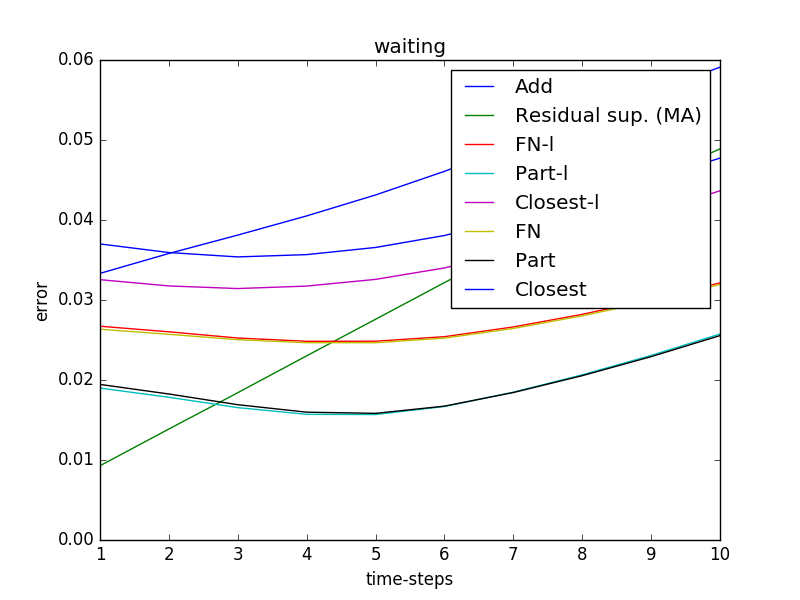 waiting
0.06
0.05
0.04
0.03
0.02
0.01
0.00
error
Add
Residual sup. (MA)
FN-l
Part-l
Closest-l
FN
Part
Closest
1 2 3 4 5 6 7 8 9 10
time-steps